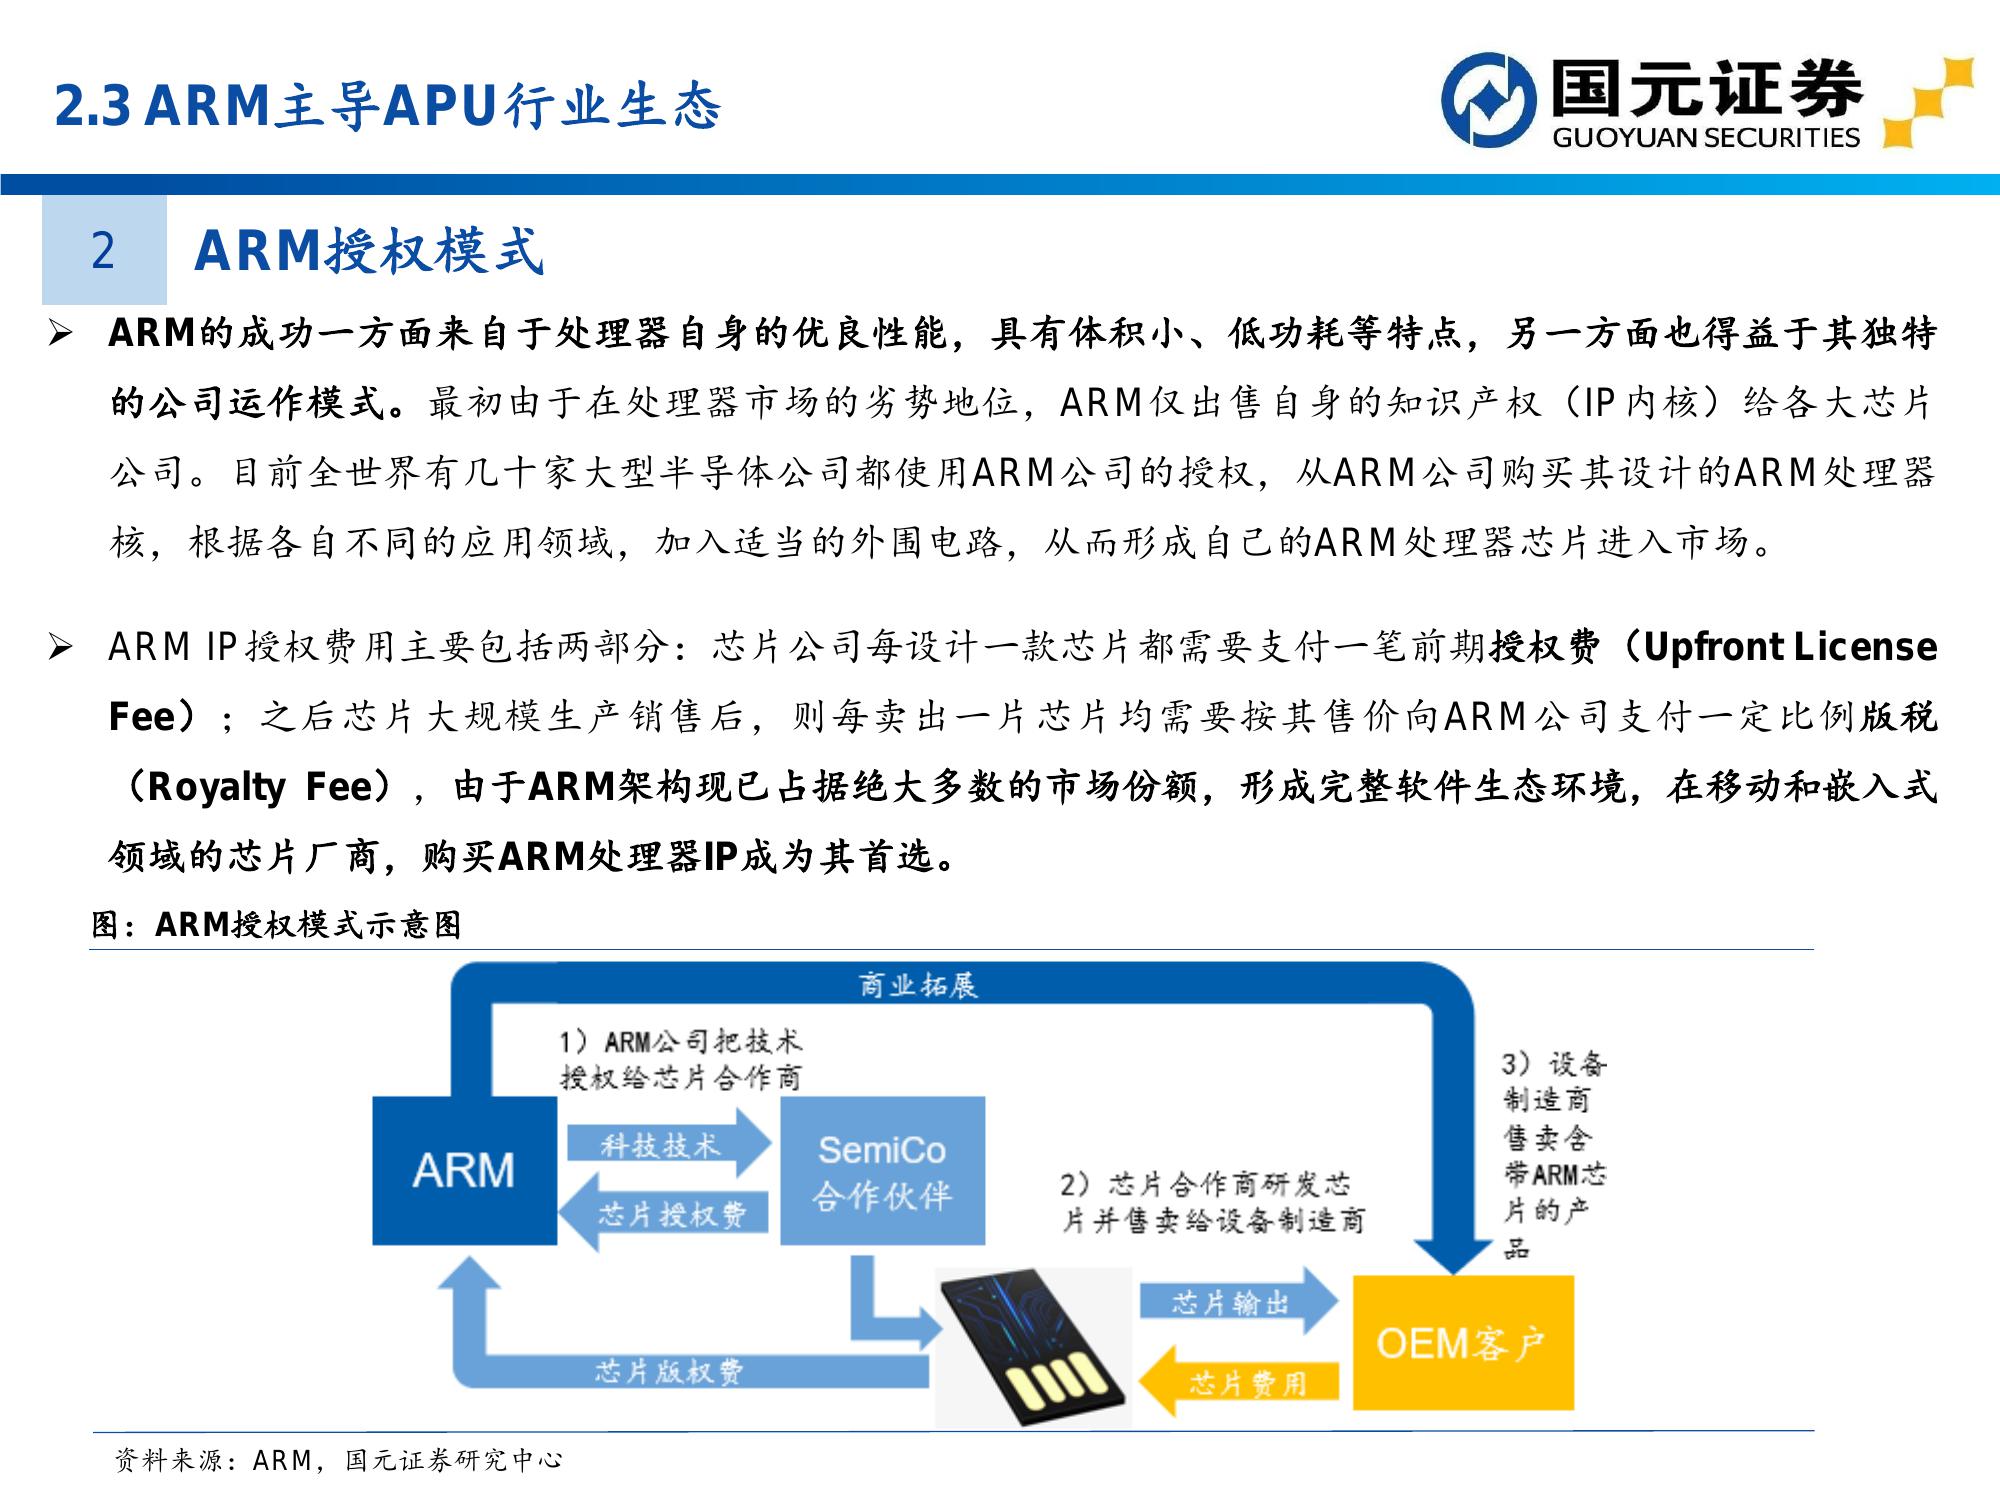 2.3 ARM主导APU行业生态
国元证券
GUOYUAN SECURITIES
2
ARM授权模式
➢ ARM的成功一方面来自于处理器自身的优良性能，具有体积小、低功耗等特点，另一方面也得益于其独特
的公司运作模式。最初由于在处理器市场的劣势地位，ARM仅出售自身的知识产权（IP内核）给各大芯片
公司。目前全世界有几十家大型半导体公司都使用ARM公司的授权，从ARM公司购买其设计的ARM处理器
核，根据各自不同的应用领域，加入适当的外围电路，从而形成自己的ARM处理器芯片进入市场。
➢ ARM IP授权费用主要包括两部分：芯片公司每设计一款芯片都需要支付一笔前期授权费（Upfront License
Fee）；之后芯片大规模生产销售后，则每卖出一片芯片均需要按其售价向ARM公司支付一定比例版税
（Royalty Fee），由于ARM架构现已占据绝大多数的市场份额，形成完整软件生态环境，在移动和嵌入式
领域的芯片厂商，购买ARM处理器IP成为其首选。
图：ARM授权模式示意图
商业拓展
1）ARM公司把技术
授权给芯片合作商
ARM
科技技术
芯片授权费
SemiCo
合作伙伴
2）芯片合作商研发芯
片并售卖给设备制造商
3）设备
制造商
售卖含
带ARM芯
片的产
品
芯片输出
OEM客户
芯片版权费
芯片费用
资料来源：ARM，国元证券研究中心